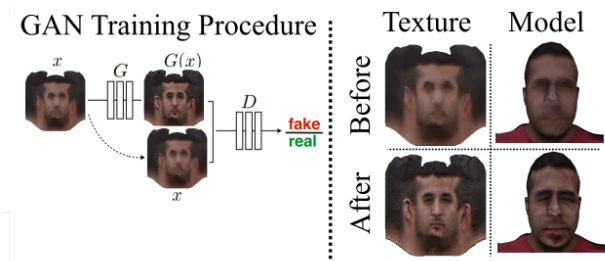 GAN Training Procedure
x
G
G(x)
D
fake
real
x
Texture
Model
Before
After